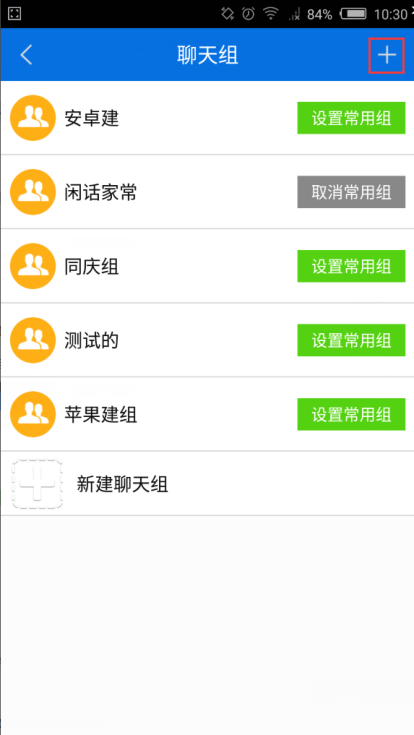 84% 10:30
聊天组
安卓建 设置常用组
闲话家常 取消常用组
同庆组 设置常用组
测试的 设置常用组
苹果建组 设置常用组
新建聊天组